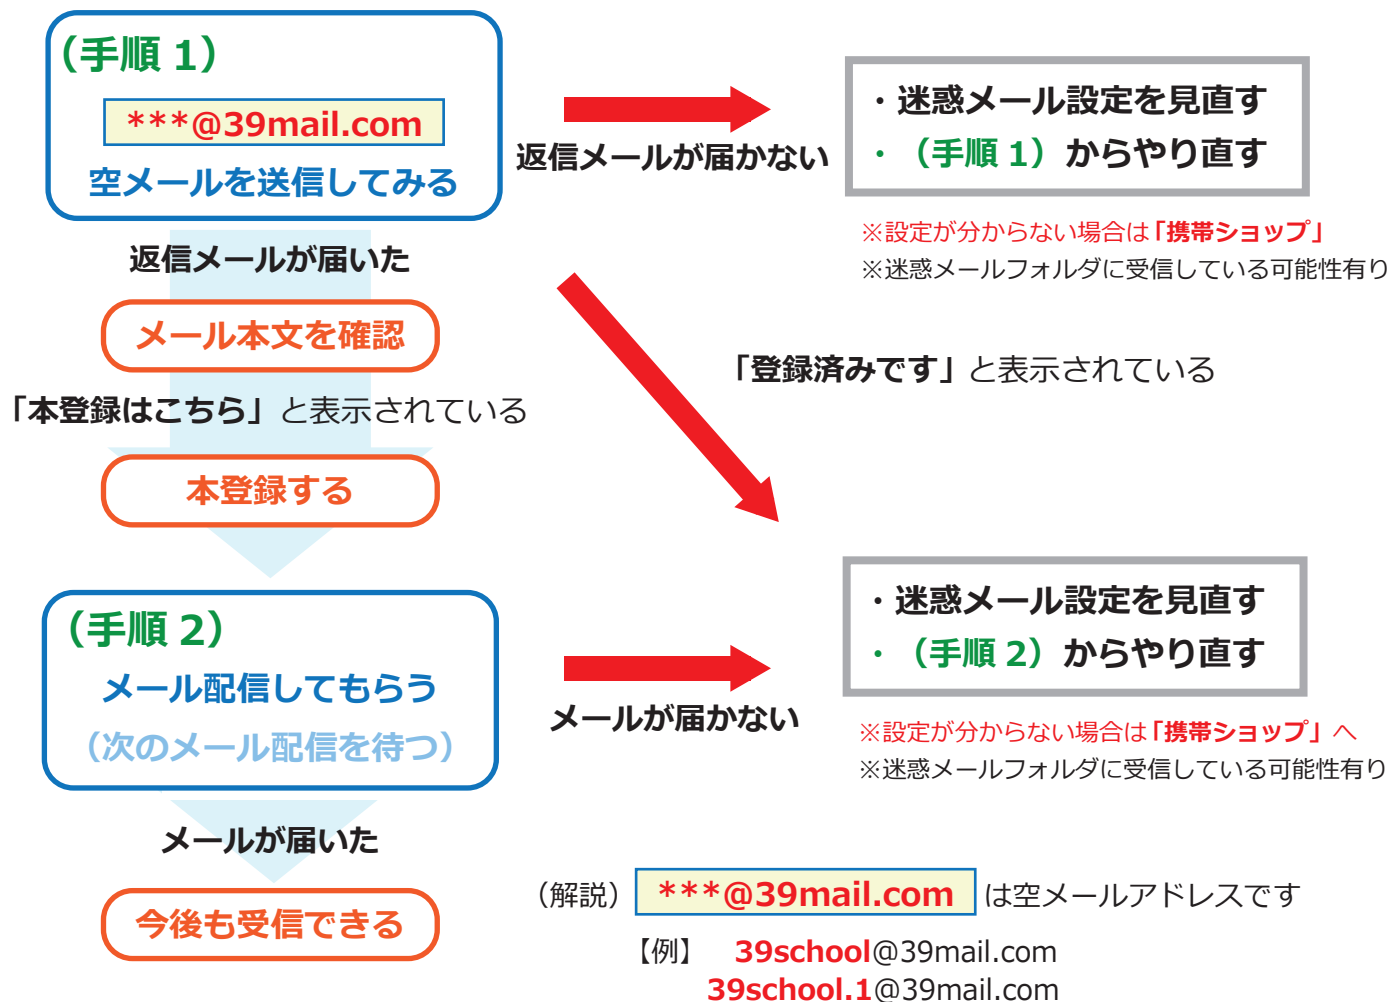 （手順 1）
***@39mail.com
空メールを送信してみる
返信メールが届かない
・迷惑メール設定を見直す
・（手順 1）からやり直す
※設定が分からない場合は「携帯ショップ」
※迷惑メールフォルダに受信している可能性有り
返信メールが届いた
メール本文を確認
「登録済みです」と表示されている
「本登録はこちら」と表示されている
本登録する
（手順 2）
メール配信してもらう
（次のメール配信を待つ）
メールが届かない
・迷惑メール設定を見直す
・（手順 2）からやり直す
※設定が分からない場合は「携帯ショップ」へ
※迷惑メールフォルダに受信している可能性有り
メールが届いた
今後も受信できる
（解説） ***@39mail.com は空メールアドレスです
【例】 39school@39mail.com
39school.1@39mail.com